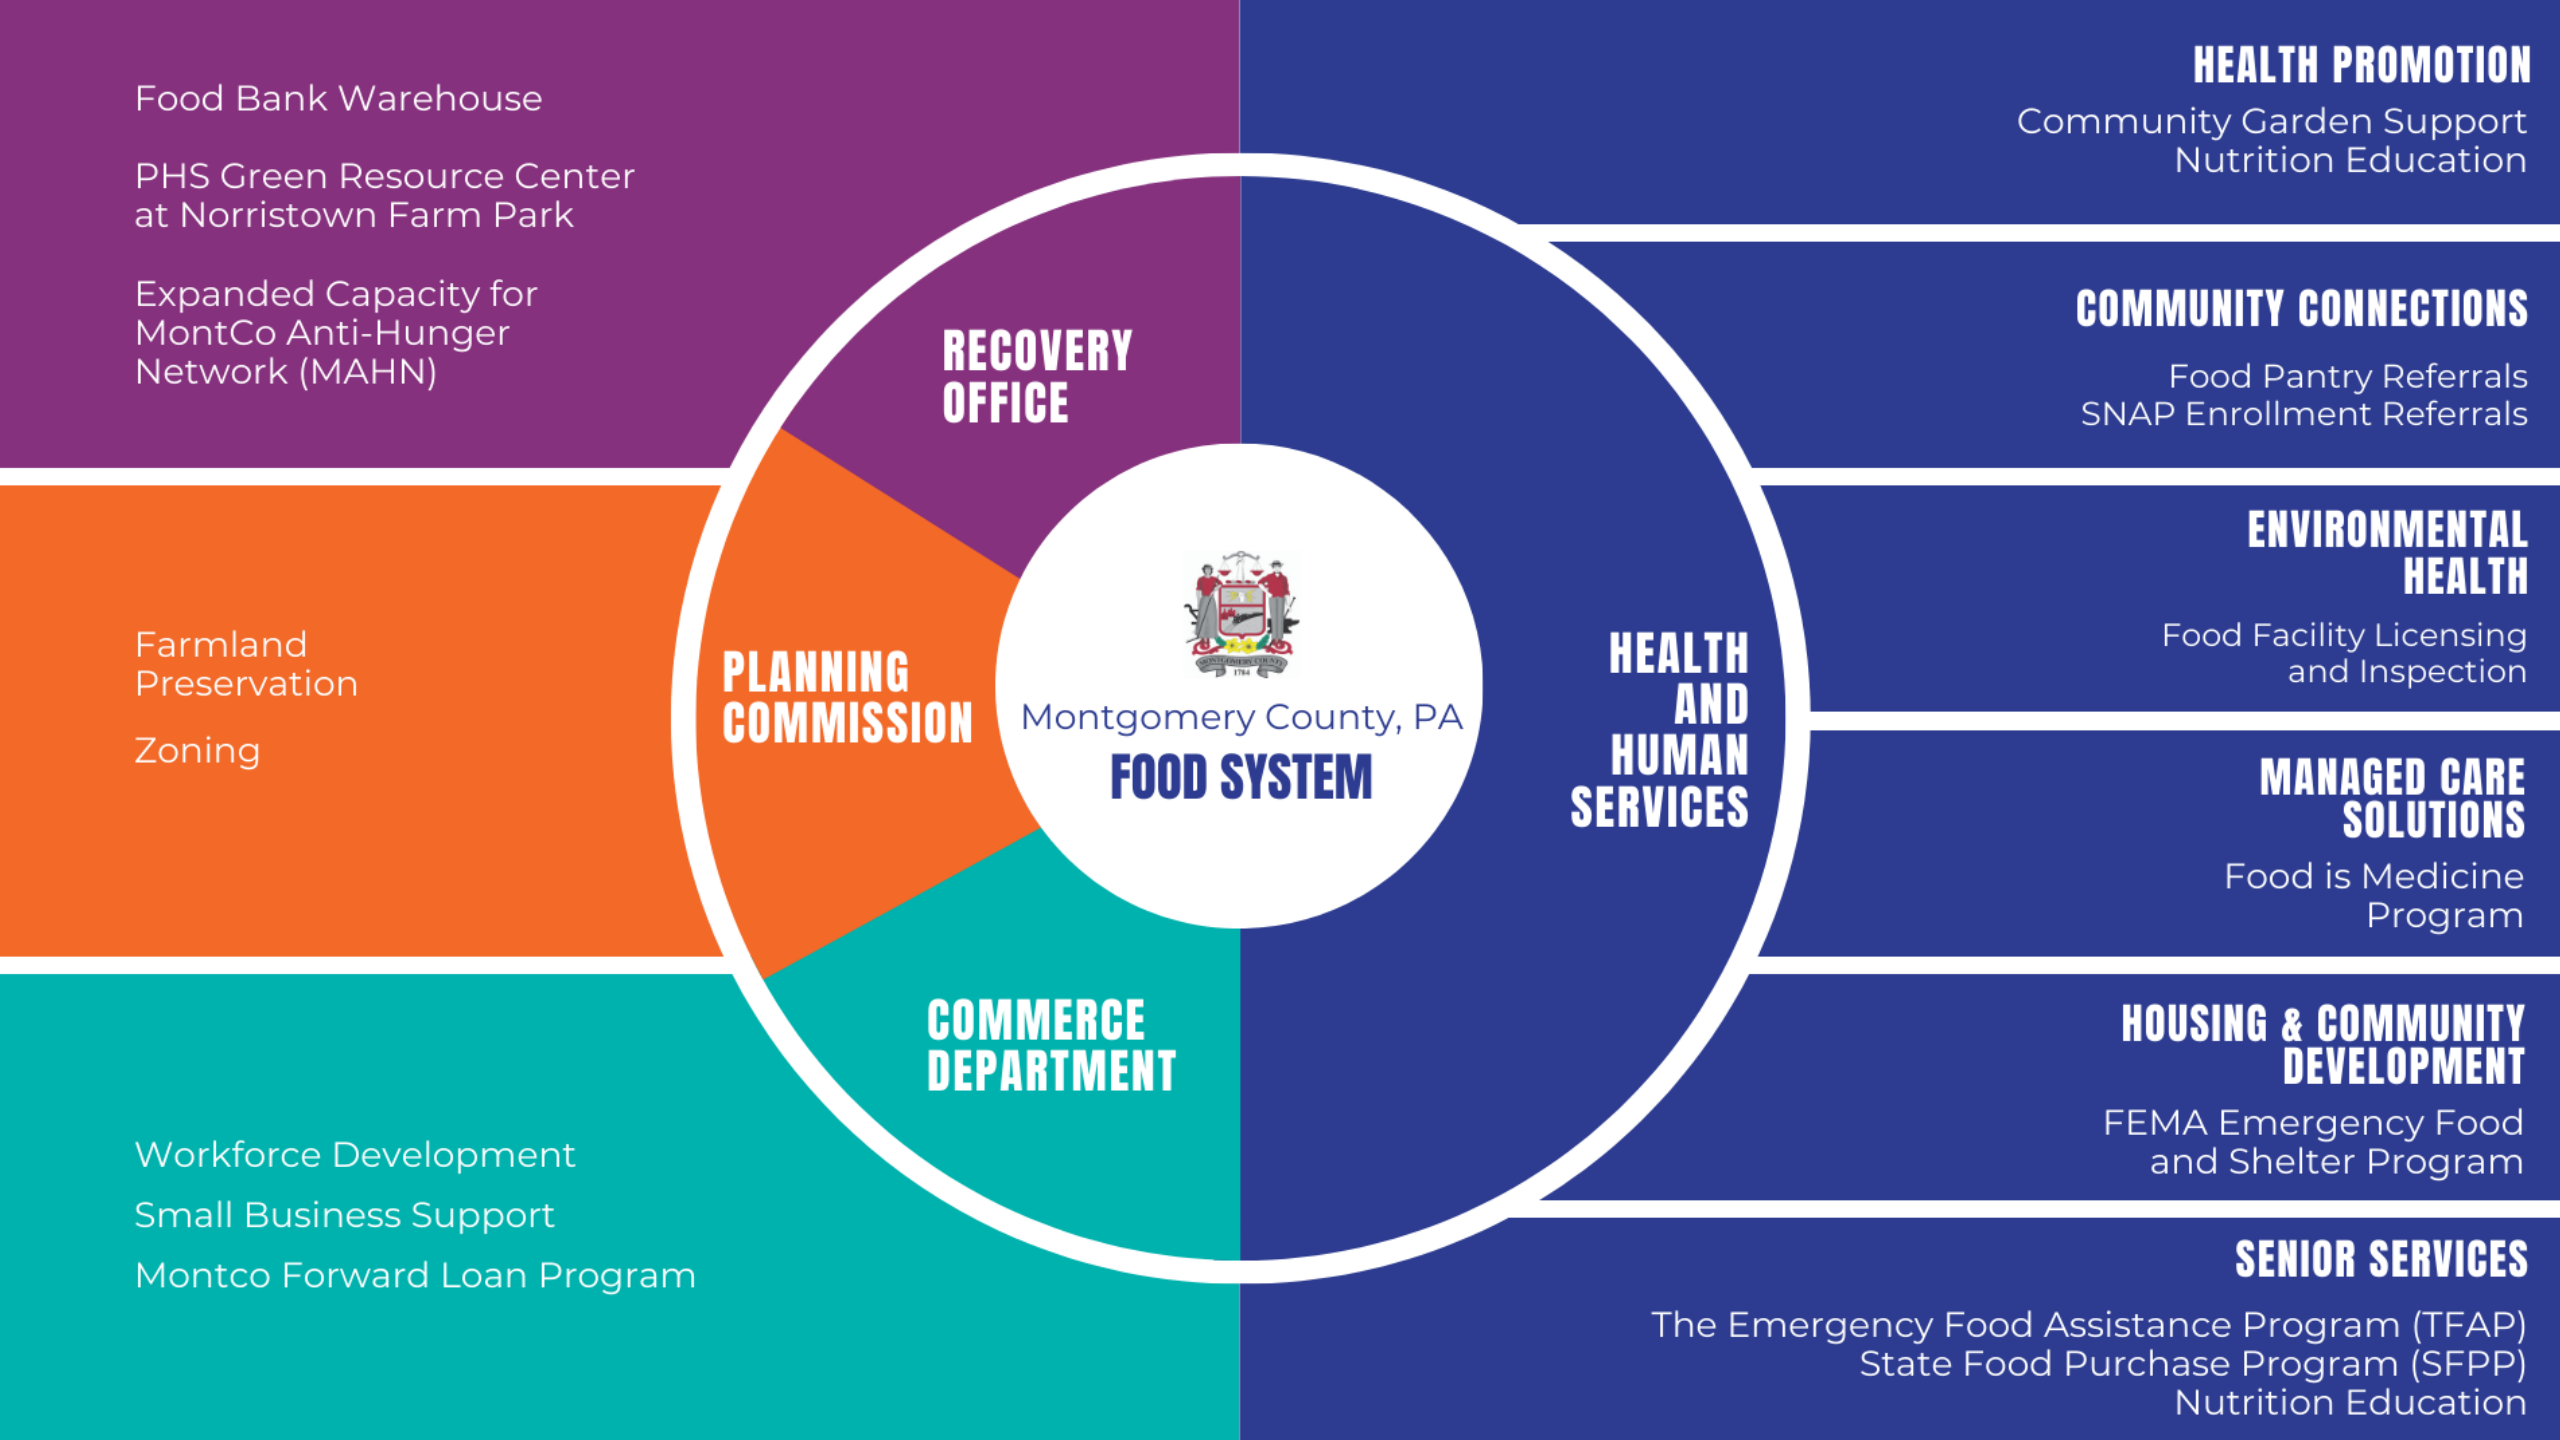 Food Bank Warehouse
PHS Green Resource Center
at Norristown Farm Park
Expanded Capacity for
MontCo Anti-Hunger
Network (MAHN)
RECOVERY
OFFICE
Farmland
Preservation
Zoning
PLANNING
COMMISSION
Workforce Development
Small Business Support
Montco Forward Loan Program
COMMERCE
DEPARTMENT
MONTGOMERY COUNTY
1784
Montgomery County, PA
FOOD SYSTEM
HEALTH
AND
HUMAN
SERVICES
HEALTH PROMOTION
Community Garden Support
Nutrition Education
COMMUNITY CONNECTIONS
Food Pantry Referrals
SNAP Enrollment Referrals
ENVIRONMENTAL
HEALTH
Food Facility Licensing
and Inspection
MANAGED CARE
SOLUTIONS
Food is Medicine
Program
HOUSING & COMMUNITY
DEVELOPMENT
FEMA Emergency Food
and Shelter Program
SENIOR SERVICES
The Emergency Food Assistance Program (TFAP)
State Food Purchase Program (SFPP)
Nutrition Education